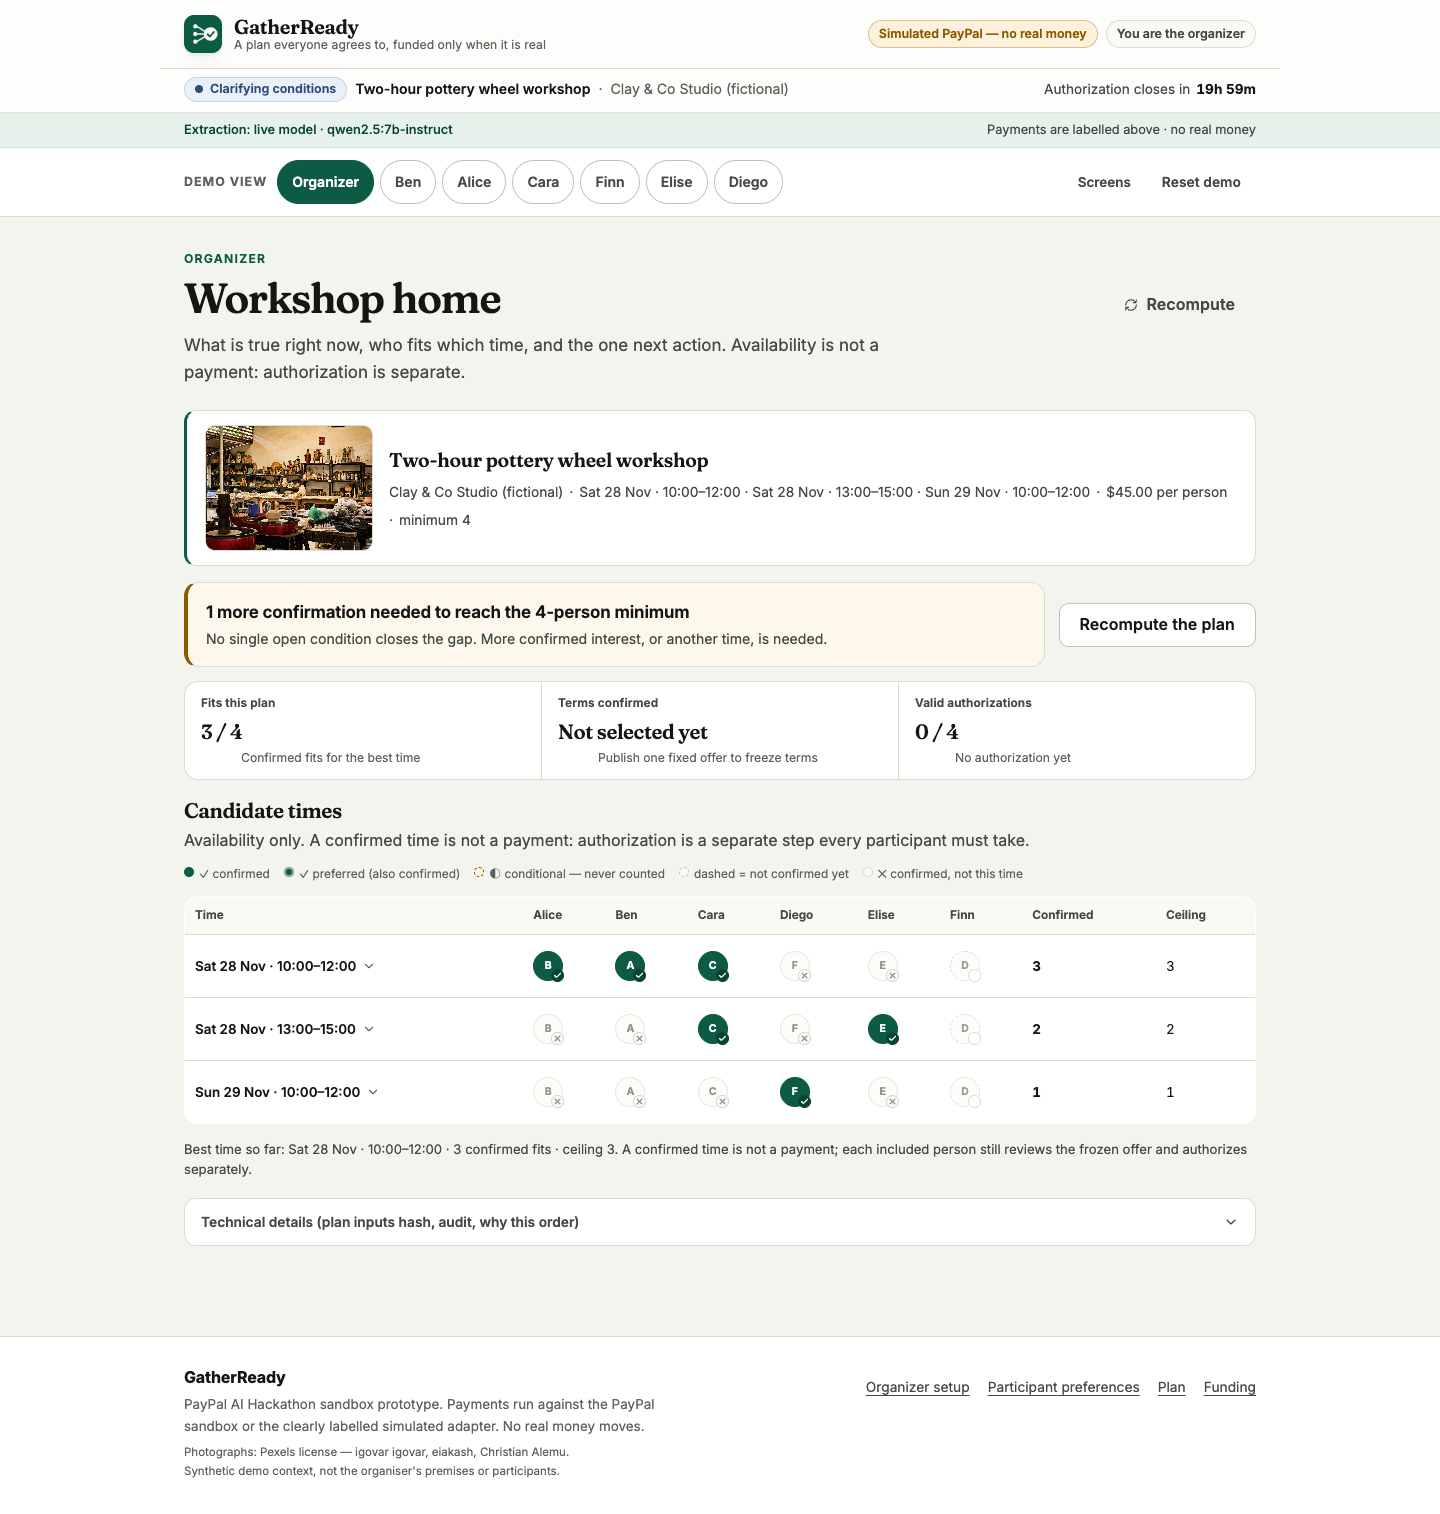 GatherReady
A plan everyone agrees to, funded only when it is real
Simulated PayPal — no real money
You are the organizer
Clarifying conditions
Two-hour pottery wheel workshop · Clay & Co Studio (fictional)
Authorization closes in 19h 59m
Extraction: live model · qwen2.5:7b-instruct
Payments are labelled above · no real money
DEMO VIEW
Organizer
Ben
Alice
Cara
Finn
Elise
Diego
Screens
Reset demo
ORGANIZER
Workshop home
Recompute
What is true right now, who fits which time, and the one next action. Availability is not a
payment: authorization is separate.
Two-hour pottery wheel workshop
Clay & Co Studio (fictional) · Sat 28 Nov · 10:00–12:00 · Sat 28 Nov · 13:00–15:00 · Sun 29 Nov · 10:00–12:00 · $45.00 per person
· minimum 4
1 more confirmation needed to reach the 4-person minimum
No single open condition closes the gap. More confirmed interest, or another time, is needed.
Recompute the plan
Fits this plan
3 / 4
Confirmed fits for the best time
Terms confirmed
Not selected yet
Publish one fixed offer to freeze terms
Valid authorizations
0 / 4
No authorization yet
Candidate times
Availability only. A confirmed time is not a payment: authorization is a separate step every participant must take.
✓ confirmed ✓ preferred (also confirmed) ◐ conditional — never counted dashed = not confirmed yet ✕ confirmed, not this time
Time Alice Ben Cara Diego Elise Finn Confirmed Ceiling
Sat 28 Nov · 10:00–12:00 B A C F E D 3 3
Sat 28 Nov · 13:00–15:00 B A C F E D 2 2
Sun 29 Nov · 10:00–12:00 B A C F E D 1 1
Best time so far: Sat 28 Nov · 10:00–12:00 · 3 confirmed fits · ceiling 3. A confirmed time is not a payment; each included person still reviews the frozen offer and authorizes
separately.
Technical details (plan inputs hash, audit, why this order)
GatherReady
PayPal AI Hackathon sandbox prototype. Payments run against the PayPal
sandbox or the clearly labelled simulated adapter. No real money moves.
Photographs: Pexels license — igovar igovar, eiakash, Christian Alemu.
Synthetic demo context, not the organiser's premises or participants.
Organizer setup
Participant preferences
Plan
Funding